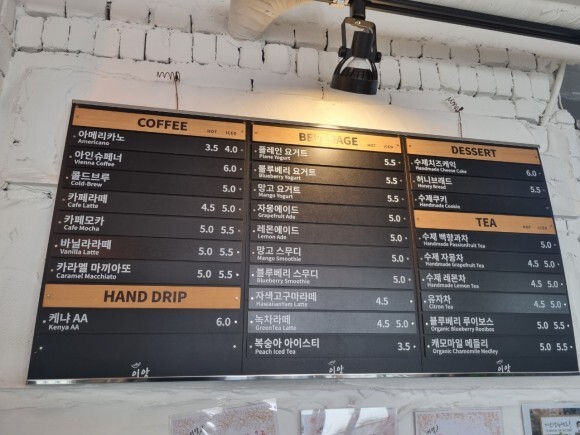 COFFEE HOT ICED
아메리카노 3.5 4.0
Americano
아인슈페너 6.0
Vienna Coffee
콜드브루 5.0
Cold-Brew
카페라떼 4.5 5.0
Cafe Latte
카페모카 5.0 5.5
Cafe Mocha
바닐라라떼 5.0 5.5
Vanilla Latte
카라멜 마끼아또 5.0 5.5
Caramel Macchiato
HAND DRIP
케냐 AA 6.0
Kenya AA
이안
HOT ICED
플레인 요거트 5.5
Plane Yogurt
블루베리 요거트 5.5
Blueberry Yogurt
망고 요거트 5.5
Mango Yogurt
자몽에이드 5.0
Grapefruit Ade
레몬에이드 5.0
Lemon Ade
망고 스무디 5.0
Mango Smoothie
블루베리 스무디 5.0
Blueberry Smoothie
자색고구마라떼 4.5
HawaiianYam Latte
녹차라떼 4.5 5.0
GreenTea Latte
복숭아 아이스티 3.5
Peach Iced Tea
이안
DESSERT
수제치즈케익 6.0
Handmade Cheese Cake
허니브래드 5.5
Honey Bread
수제쿠키
Handmade Cookie
TEA HOT ICED
수제 백향과차 5.0
Handmade Passionfruit Tea
수제 자몽차 4.5 5.0
Handmade Grapefruit Tea
수제 레몬차 4.5 5.0
Handmade Lemon Tea
유자차 4.5 5.0
Citron Tea
블루베리 루이보스 5.0 5.5
Organic Blueberry Rooibos
캐모마일 메들리 5.0 5.5
Organic Chamomile Medley
이안